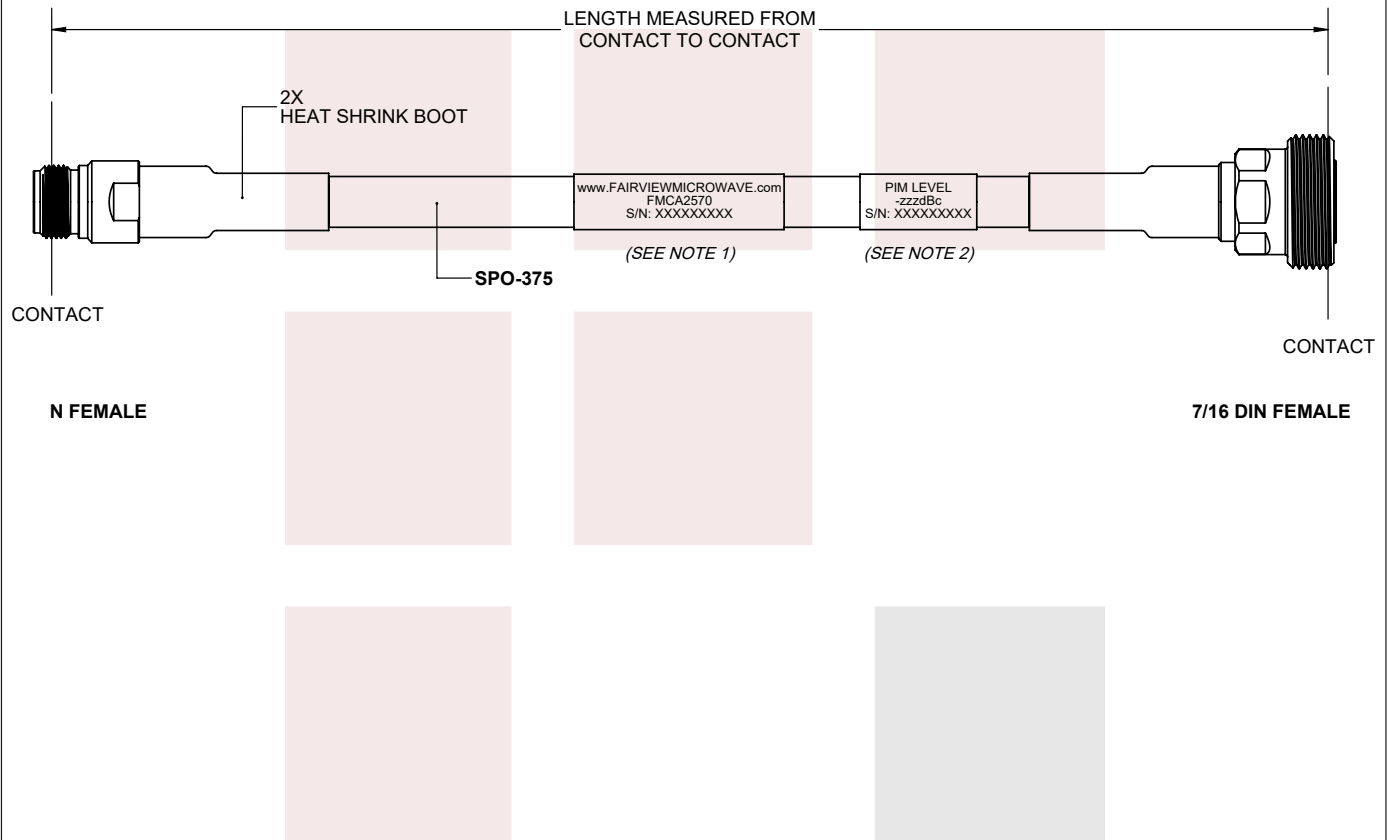 LENGTH MEASURED FROM
CONTACT TO CONTACT
2X
HEAT SHRINK BOOT
www.FAIRVIEWMICROWAVE.com
FMCA2570
S/N: XXXXXXXXX
PIM LEVEL
-zzzdBc
S/N: XXXXXXXXX
(SEE NOTE 1)
(SEE NOTE 2)
SPO-375
CONTACT
CONTACT
N FEMALE
7/16 DIN FEMALE